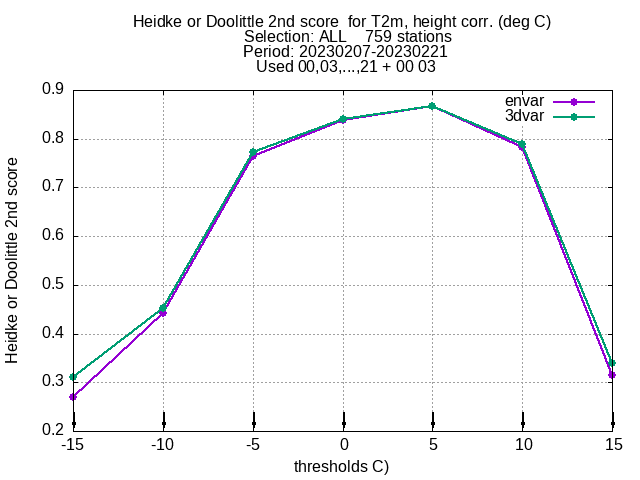 Heidke or Doolittle 2nd score  for T2m, height corr. (deg C)
Selection: ALL    759 stations
Period: 20230207-20230221
Used 00,03,...,21 + 00 03
envar
3dvar
Heidke or Doolittle 2nd score
0.9
0.8
0.7
0.6
0.5
0.4
0.3
0.2
-15 -10 -5 0 5 10 15
thresholds C)